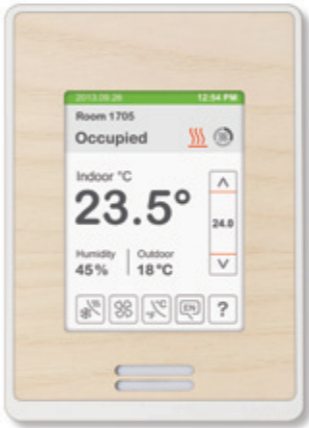 2013.09.26 12:54 PM
Room 1705
Occupied
Indoor °C
23.5°
24.0
Humidity Outdoor
45% 18°C
°F °C EN ?